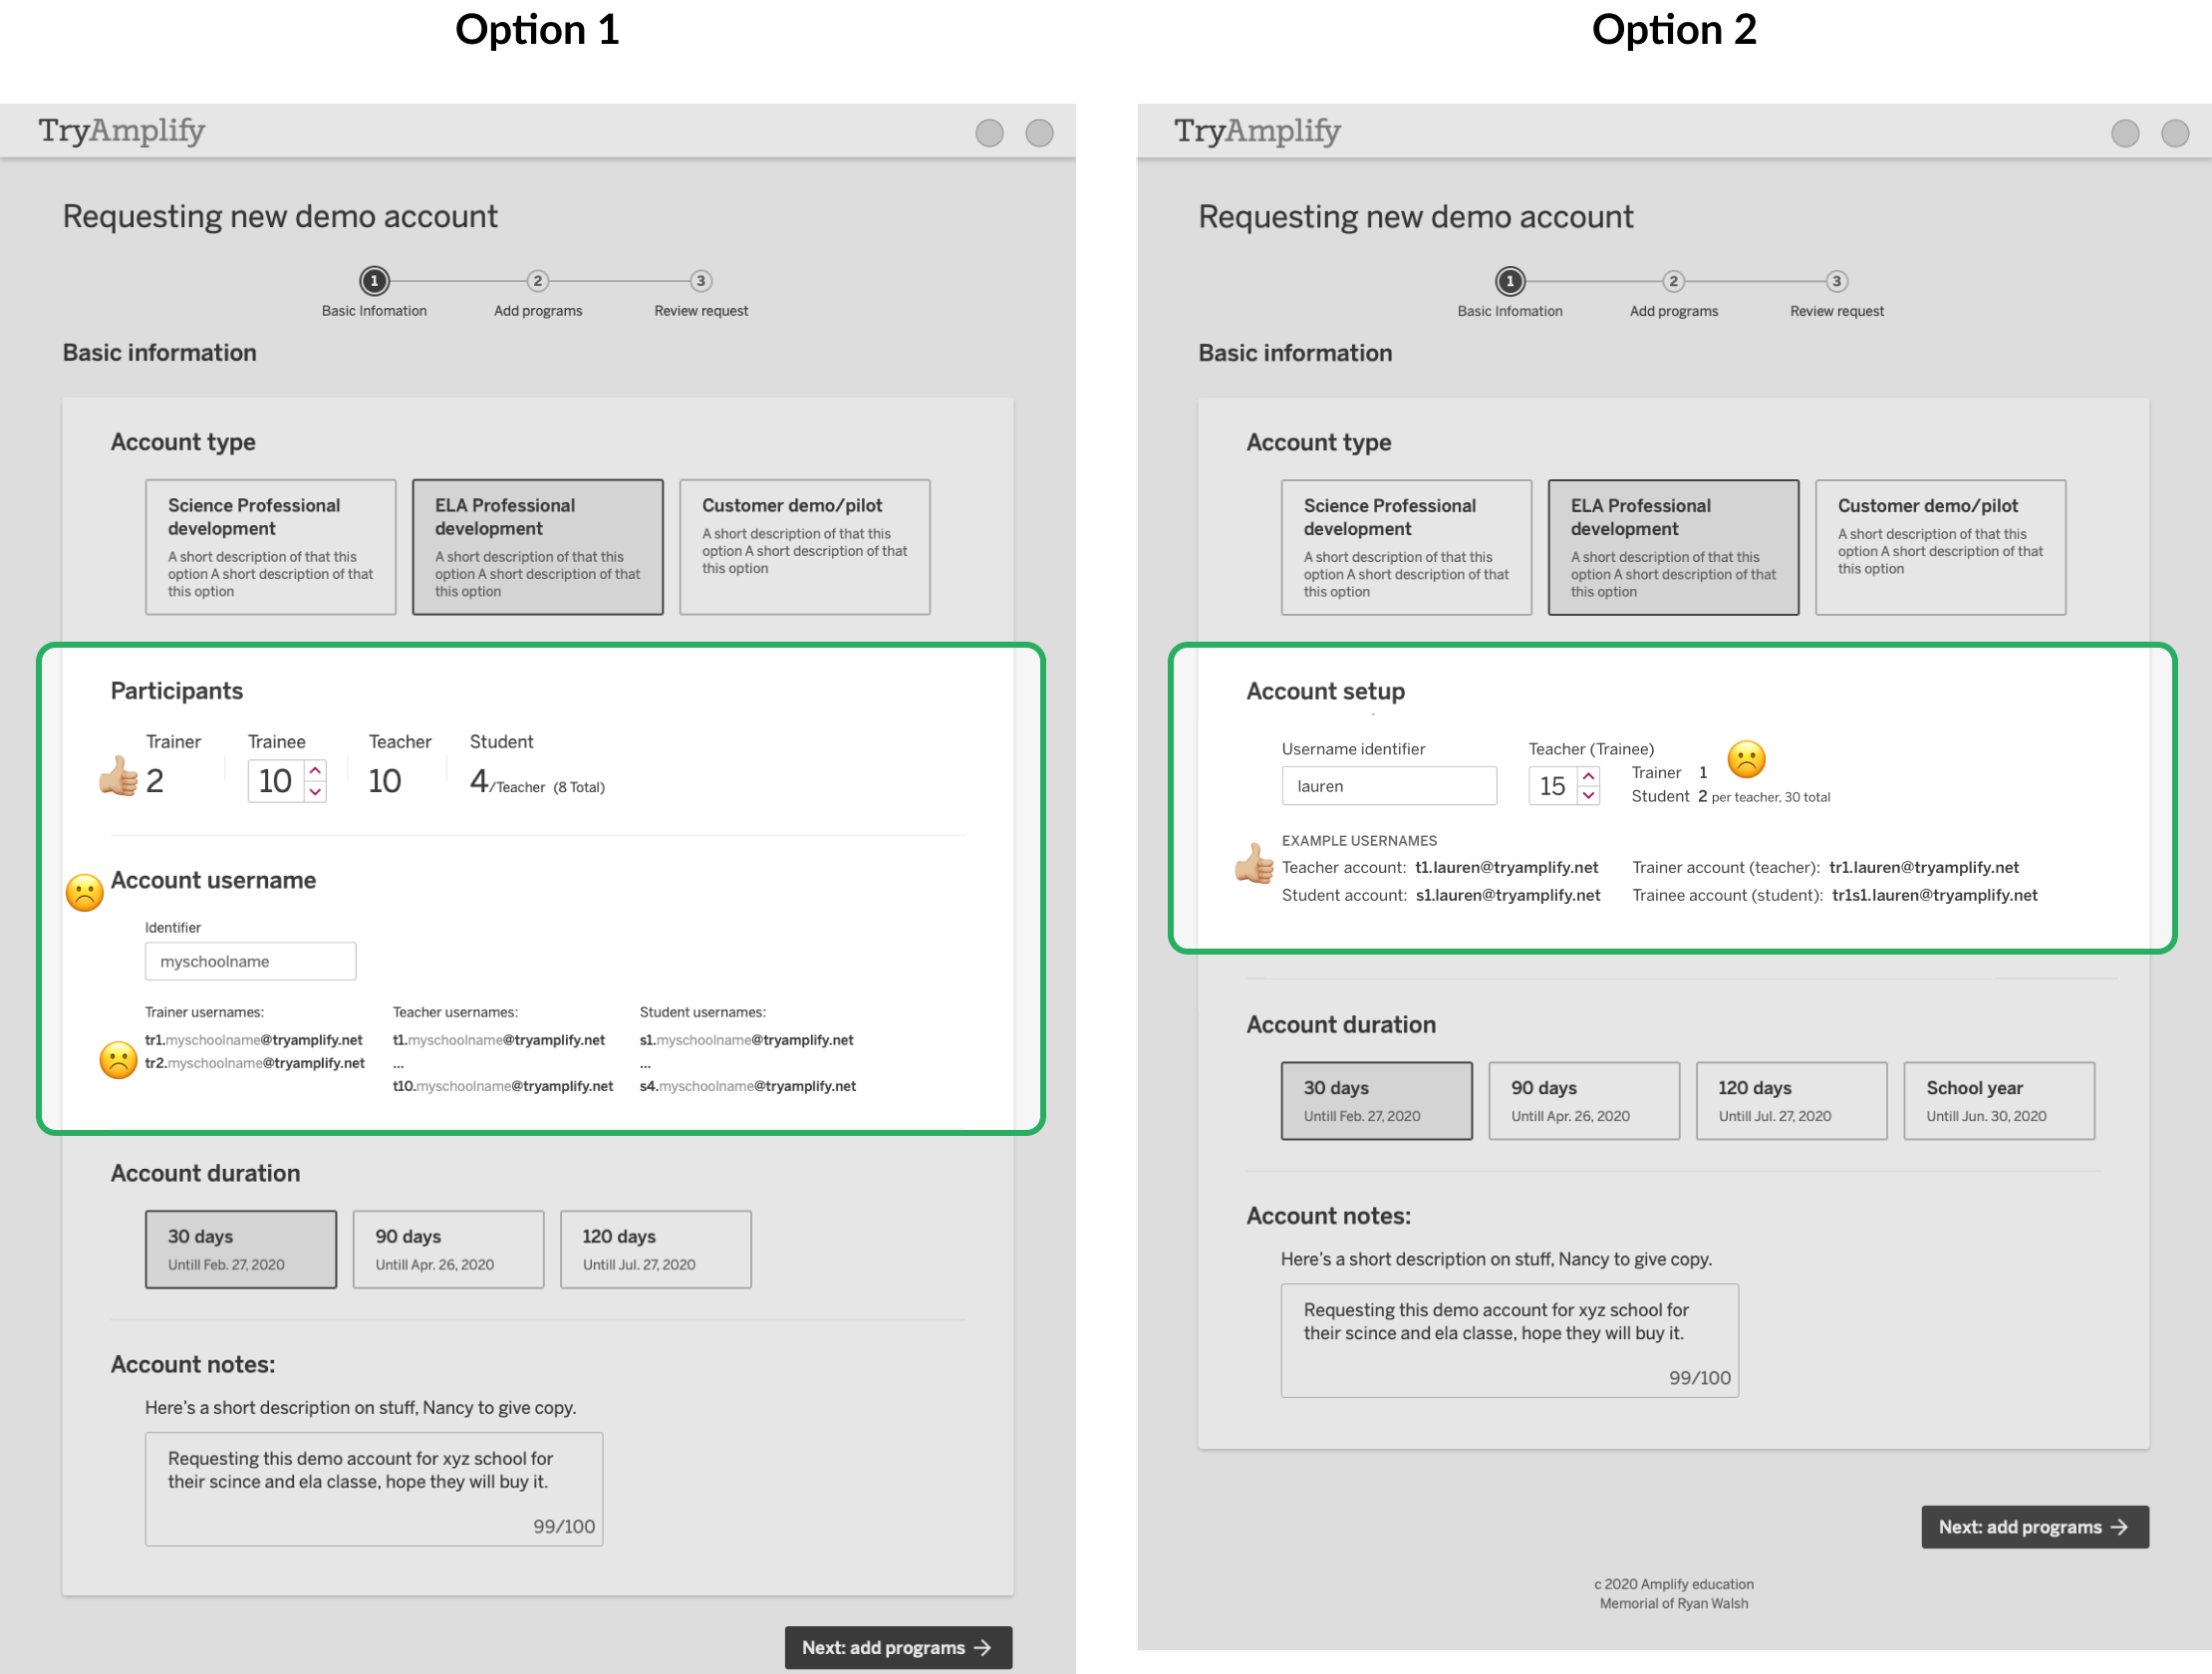 Option 1
TryAmplify
Requesting new demo account
1
2
3
Basic Infomation
Add programs
Review request
Basic information
Account type
Science Professional
development
A short description of that this
option A short description of that
this option
ELA Professional
development
A short description of that this
option A short description of that
this option
Customer demo/pilot
A short description of that this
option A short description of that
this option
Participants
Trainer
2
Trainee
10
Teacher
10
Student
4/Teacher (8 Total)
Account username
Identifier
myschoolname
Trainer usernames:
tr1.myschoolname@tryamplify.net
tr2.myschoolname@tryamplify.net
Teacher usernames:
t1.myschoolname@tryamplify.net
...
t10.myschoolname@tryamplify.net
Student usernames:
s1.myschoolname@tryamplify.net
...
s4.myschoolname@tryamplify.net
Account duration
30 days
Untill Feb. 27, 2020
90 days
Untill Apr. 26, 2020
120 days
Untill Jul. 27, 2020
Account notes:
Here's a short description on stuff, Nancy to give copy.
Requesting this demo account for xyz school for
their scince and ela classe, hope they will buy it.
99/100
Next: add programs →
Option 2
TryAmplify
Requesting new demo account
1
2
3
Basic Infomation
Add programs
Review request
Basic information
Account type
Science Professional
development
A short description of that this
option A short description of that
this option
ELA Professional
development
A short description of that this
option A short description of that
this option
Customer demo/pilot
A short description of that this
option A short description of that
this option
Account setup
Username identifier
lauren
Teacher (Trainee)
15
Trainer 1
Student 2 per teacher, 30 total
EXAMPLE USERNAMES
Teacher account: t1.lauren@tryamplify.net
Student account: s1.lauren@tryamplify.net
Trainer account (teacher): tr1.lauren@tryamplify.net
Trainee account (student): tr1s1.lauren@tryamplify.net
Account duration
30 days
Untill Feb. 27, 2020
90 days
Untill Apr. 26, 2020
120 days
Untill Jul. 27, 2020
School year
Untill Jun. 30, 2020
Account notes:
Here's a short description on stuff, Nancy to give copy.
Requesting this demo account for xyz school for
their scince and ela classe, hope they will buy it.
99/100
Next: add programs →
c 2020 Amplify education
Memorial of Ryan Walsh